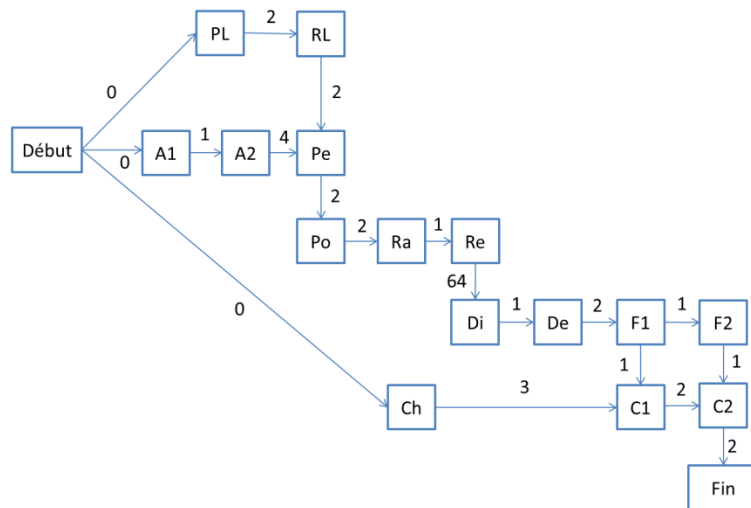 PL 2 RL
0 2
Début 0 A1 1 A2 4 Pe
2
Po 2 Ra 1 Re
0 64
Di 1 De 2 F1 1 F2
1 1
Ch 3 C1 2 C2
2
Fin